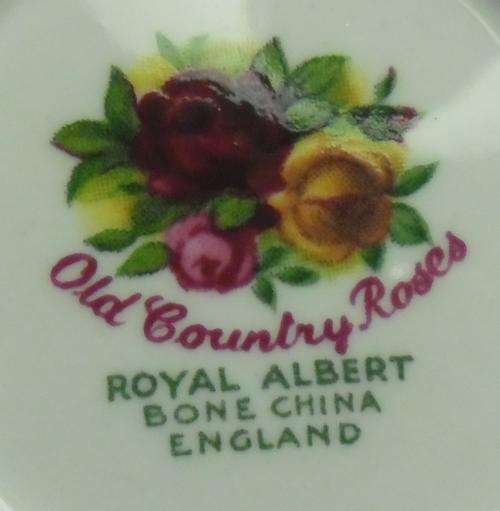 Old Country Roses
ROYAL ALBERT
BONE CHINA
ENGLAND